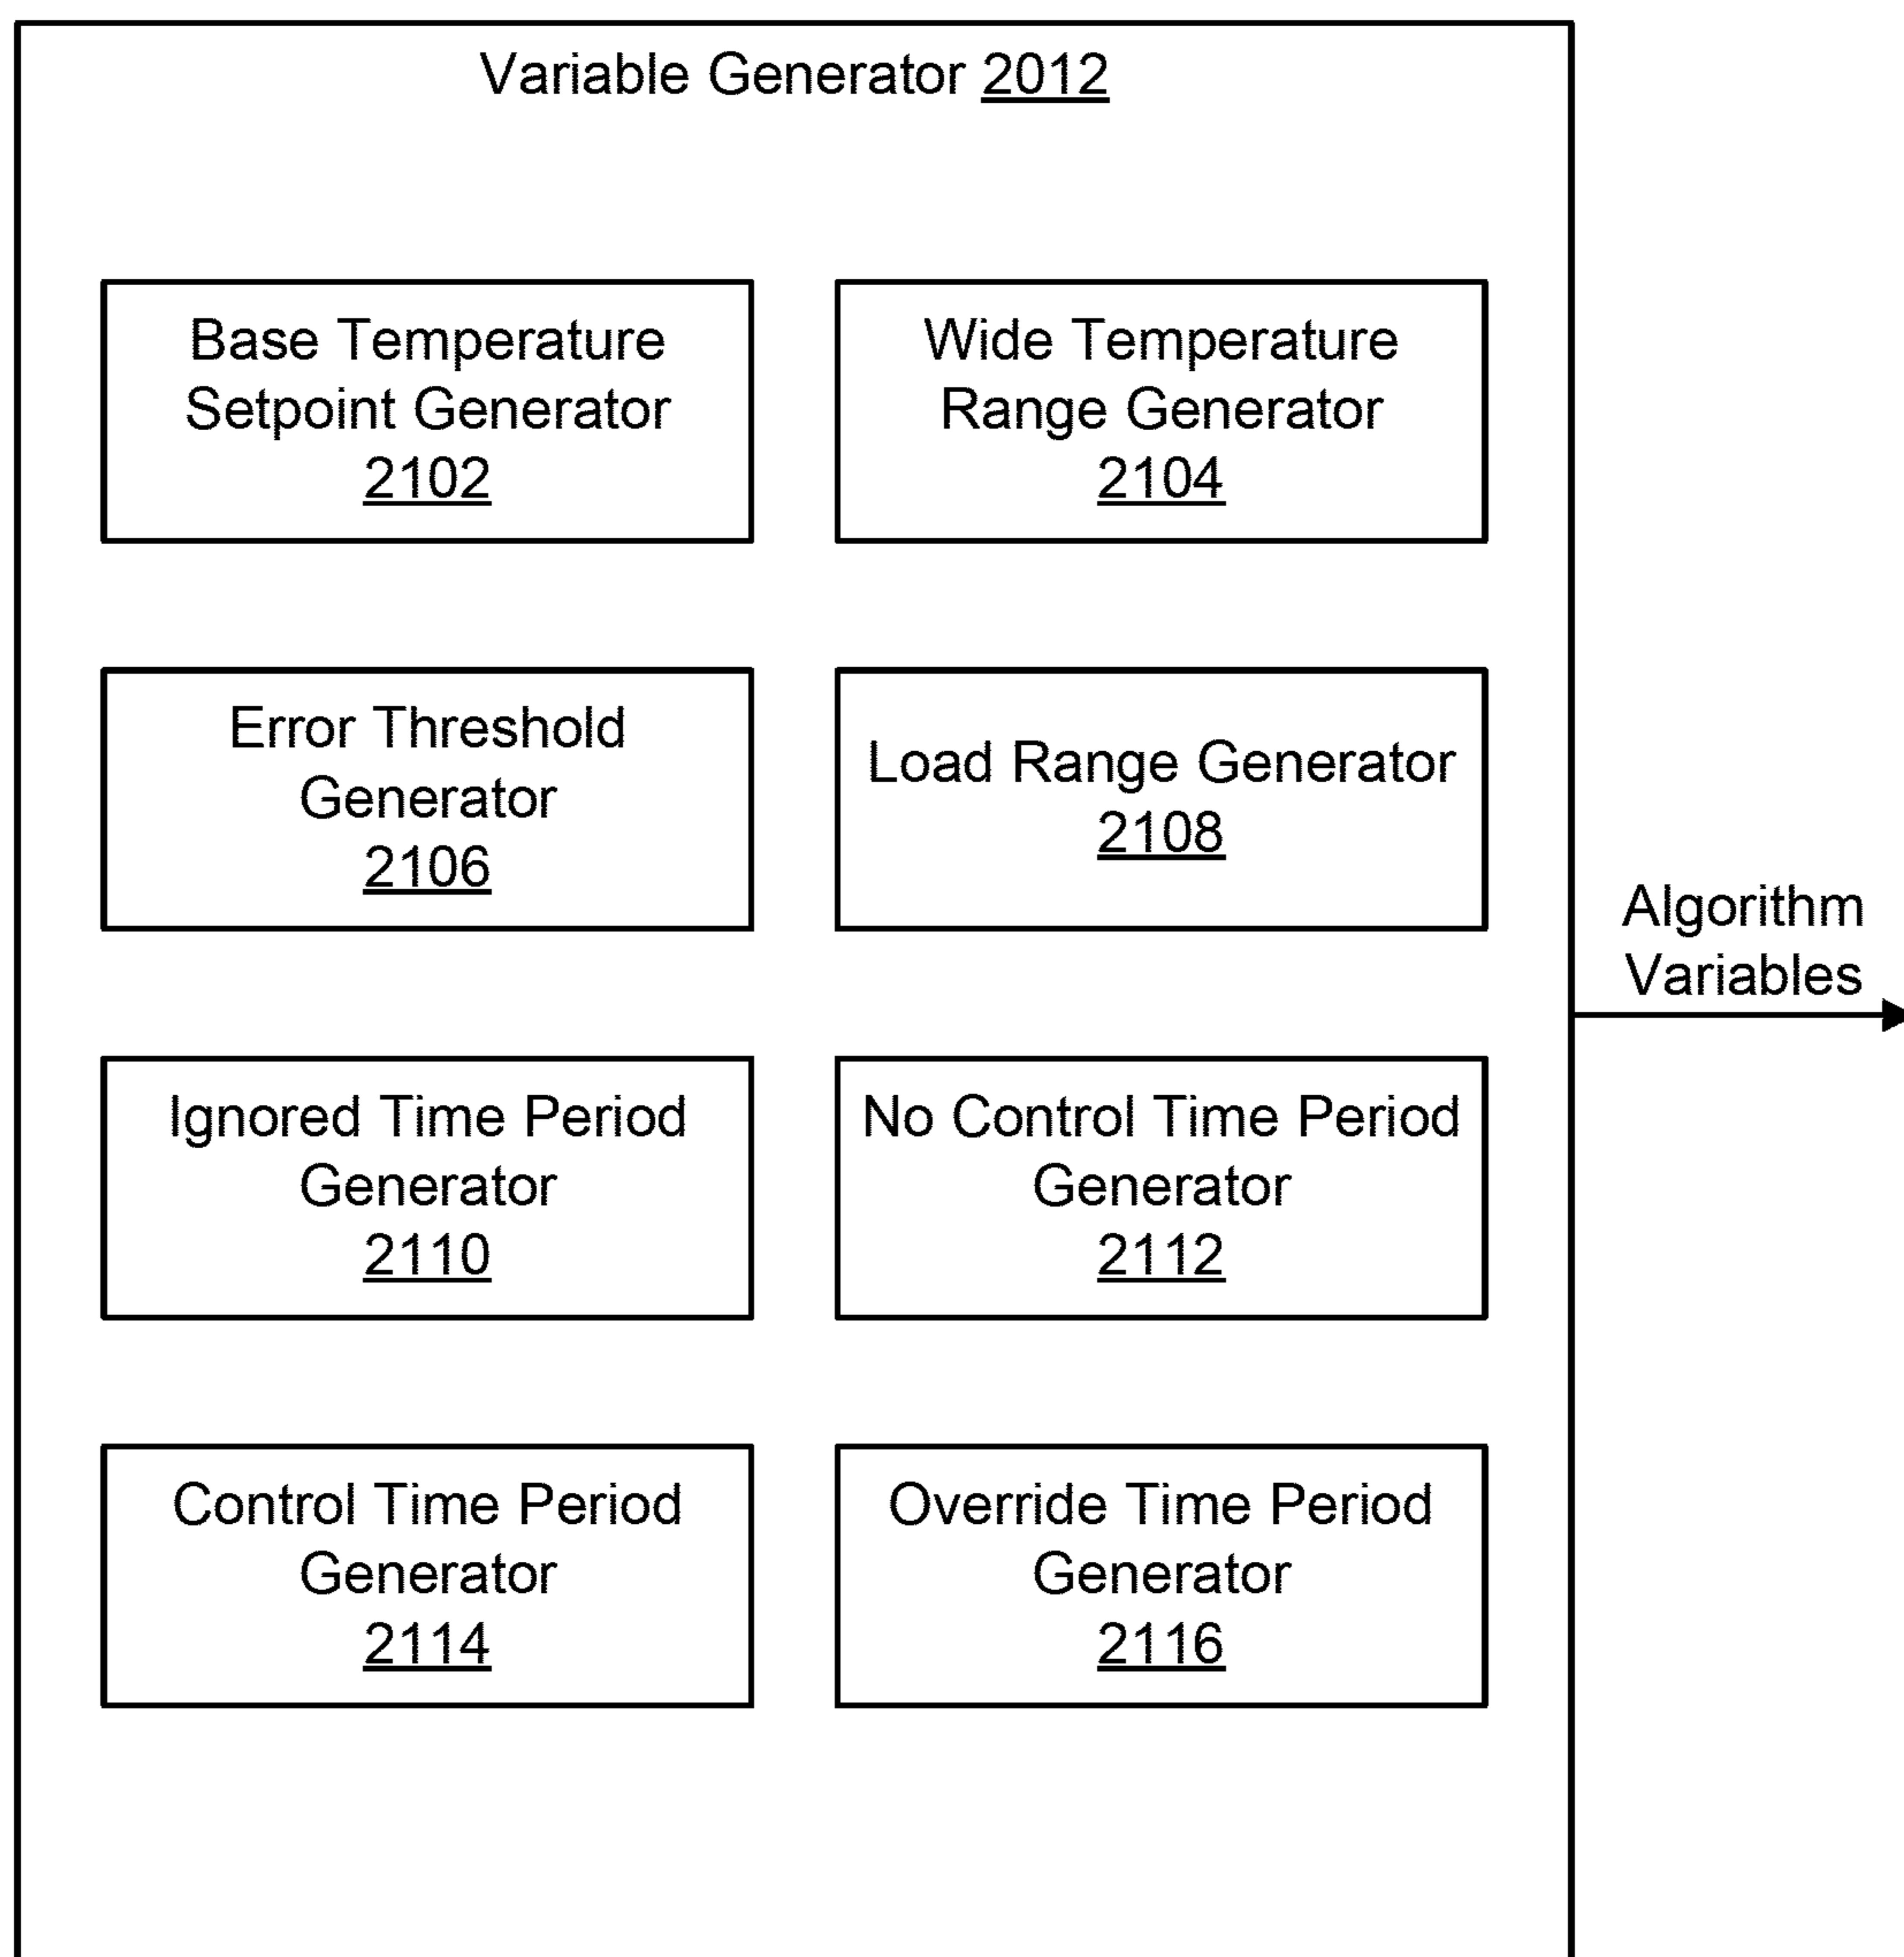 Variable Generator 2012
Base Temperature
Setpoint Generator
2102
Wide Temperature
Range Generator
2104
Error Threshold
Generator
2106
Load Range Generator
2108
Algorithm
Variables
Ignored Time Period
Generator
2110
No Control Time Period
Generator
2112
Control Time Period
Generator
2114
Override Time Period
Generator
2116